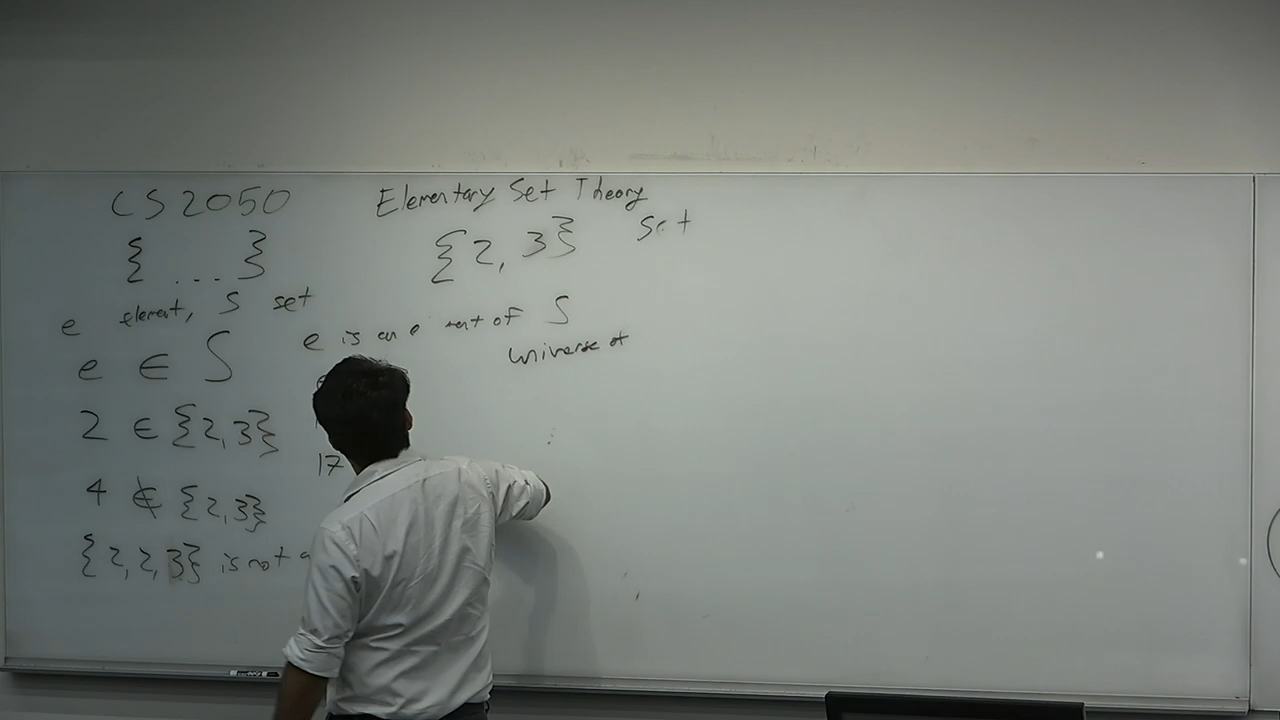 CS 2050
Elementary Set Theory
{ ... }
{2, 3} set
e element, S set
e ∈ S
e is an e ment of S
universe of
2 ∈ {2, 3}
17
4 ∉ {2, 3}
{2, 2, 3} is not a